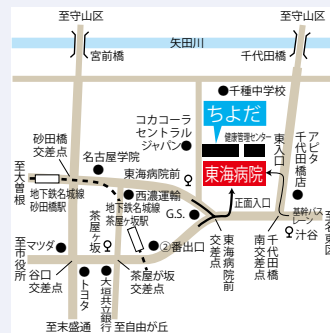 至守山区
至守山区
矢田川
宮前橋
千代田橋
千種中学校
ちよだ
健康管理センター
コカコーラ
セントラル
ジャパン
東入口
アピタ
千代田橋店
砂田橋
交差点
名古屋学院
東海病院前
東海病院
至大曽根
地下鉄名城線
砂田橋駅
西濃運輸
地下鉄名城線
茶屋ヶ坂駅
G.S.
正面入口
基幹バス
レーン
汁谷
至名東区
茶屋ヶ坂
マツダ
②番出口
東海病院前
交差点
千代田橋
南交差点
至市役所
谷口
交差点
トヨタ
大垣共立銀行
茶屋が坂
交差点
至末盛通
至自由が丘